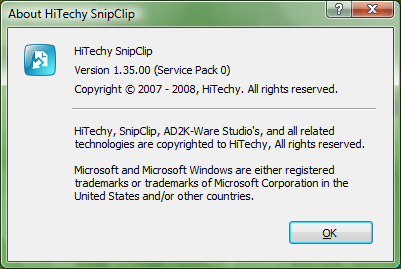 About HiTechy SnipClip
HiTechy SnipClip
Version 1.35.00 (Service Pack 0)
Copyright © 2007 - 2008, HiTechy. All rights reserved.
HiTechy, SnipClip, AD2K-Ware Studio's, and all related
technologies are copyrighted to HiTechy, All rights reserved.
Microsoft and Microsoft Windows are either registered
trademarks or trademarks of Microsoft Corporation in the
United States and/or other countries.
OK